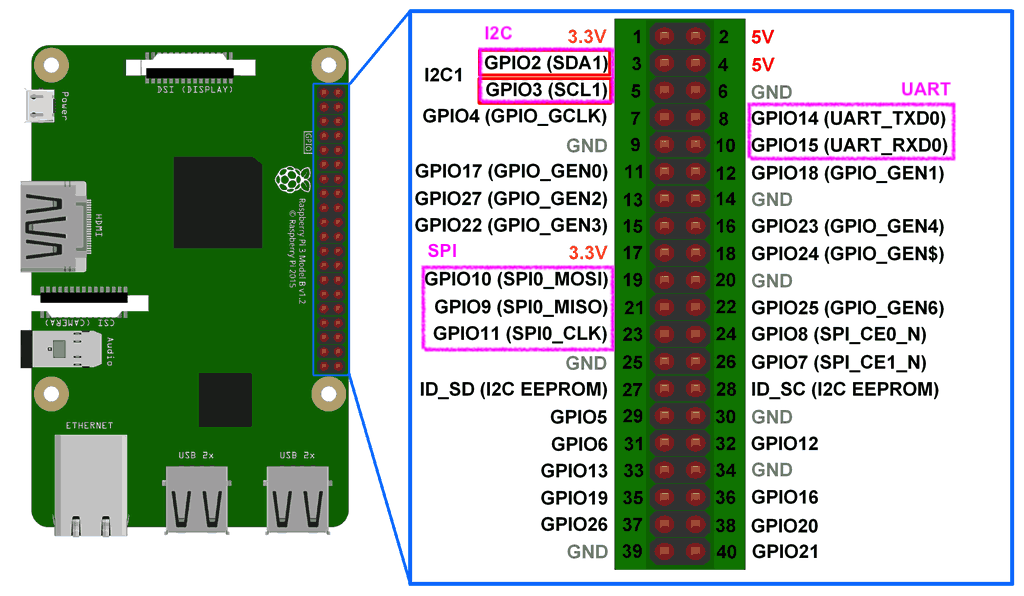 DSI (DISPLAY)
Power
GPIO
HDMI
Raspberry Pi 3 Model B v1.2
© Raspberry Pi 2015
CSI (CAMERA)
Audio
ETHERNET
USB 2x
USB 2x
I2C
3.3V 1 2 5V
I2C1
GPIO2 (SDA1) 3 4 5V
GPIO3 (SCL1) 5 6 GND
UART
GPIO4 (GPIO_GCLK) 7 8 GPIO14 (UART_TXD0)
GND 9 10 GPIO15 (UART_RXD0)
GPIO17 (GPIO_GEN0) 11 12 GPIO18 (GPIO_GEN1)
GPIO27 (GPIO_GEN2) 13 14 GND
GPIO22 (GPIO_GEN3) 15 16 GPIO23 (GPIO_GEN4)
SPI
3.3V 17 18 GPIO24 (GPIO_GEN$)
GPIO10 (SPI0_MOSI) 19 20 GND
GPIO9 (SPI0_MISO) 21 22 GPIO25 (GPIO_GEN6)
GPIO11 (SPI0_CLK) 23 24 GPIO8 (SPI_CE0_N)
GND 25 26 GPIO7 (SPI_CE1_N)
ID_SD (I2C EEPROM) 27 28 ID_SC (I2C EEPROM)
GPIO5 29 30 GND
GPIO6 31 32 GPIO12
GPIO13 33 34 GND
GPIO19 35 36 GPIO16
GPIO26 37 38 GPIO20
GND 39 40 GPIO21